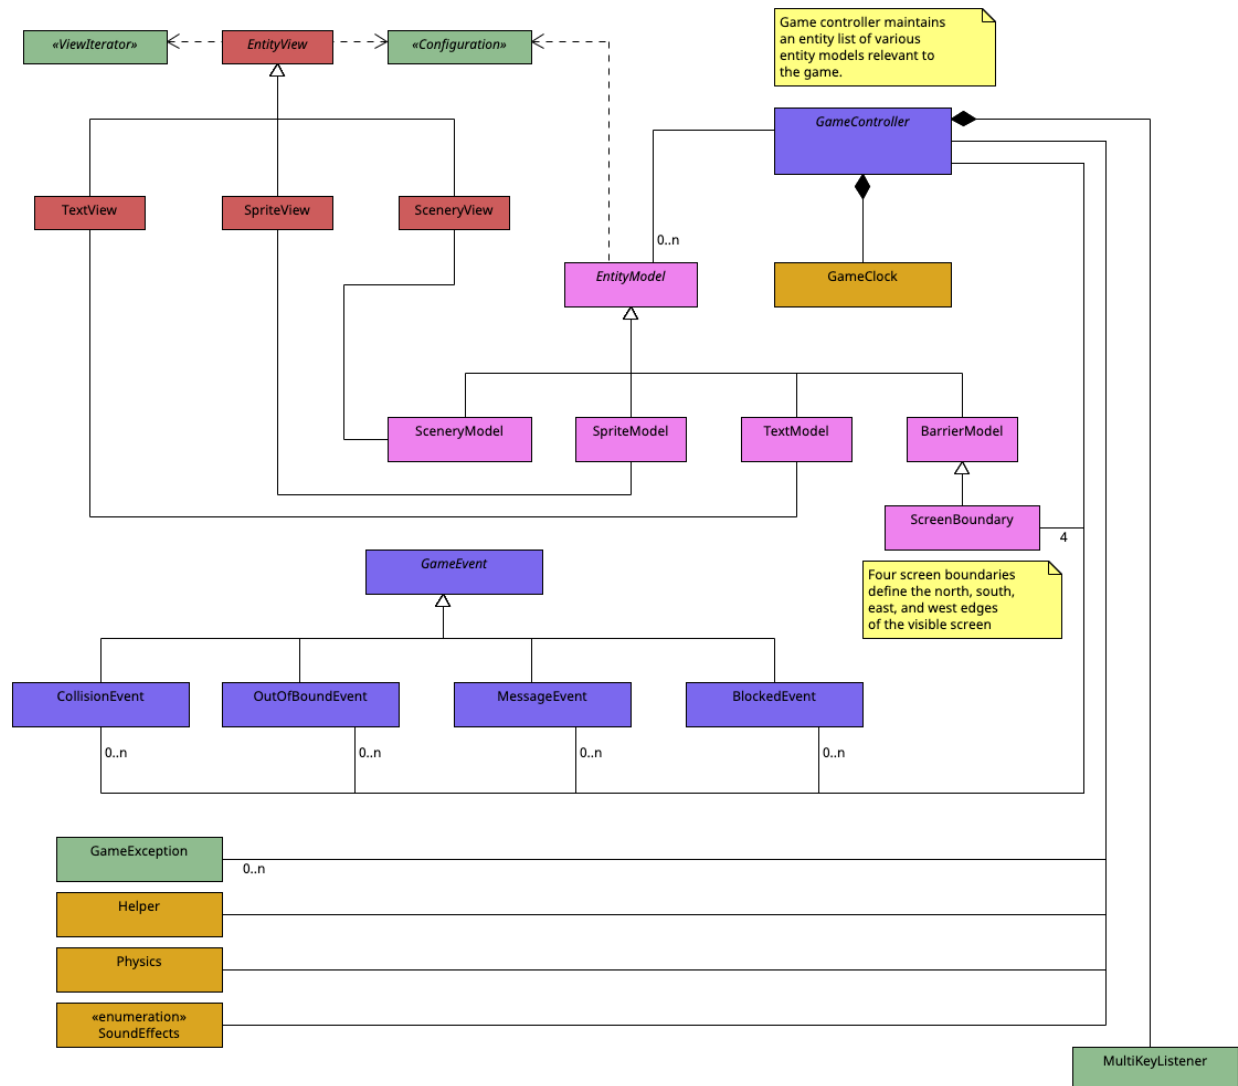 «ViewIterator»
EntityView
«Configuration»
Game controller maintains
an entity list of various
entity models relevant to
the game.
GameController
TextView
SpriteView
SceneryView
0..n
EntityModel
GameClock
SceneryModel
SpriteModel
TextModel
BarrierModel
ScreenBoundary
4
GameEvent
Four screen boundaries
define the north, south,
east, and west edges
of the visible screen
CollisionEvent
OutOfBoundEvent
MessageEvent
BlockedEvent
0..n
0..n
0..n
0..n
GameException
0..n
Helper
Physics
«enumeration»
SoundEffects
MultiKeyListener